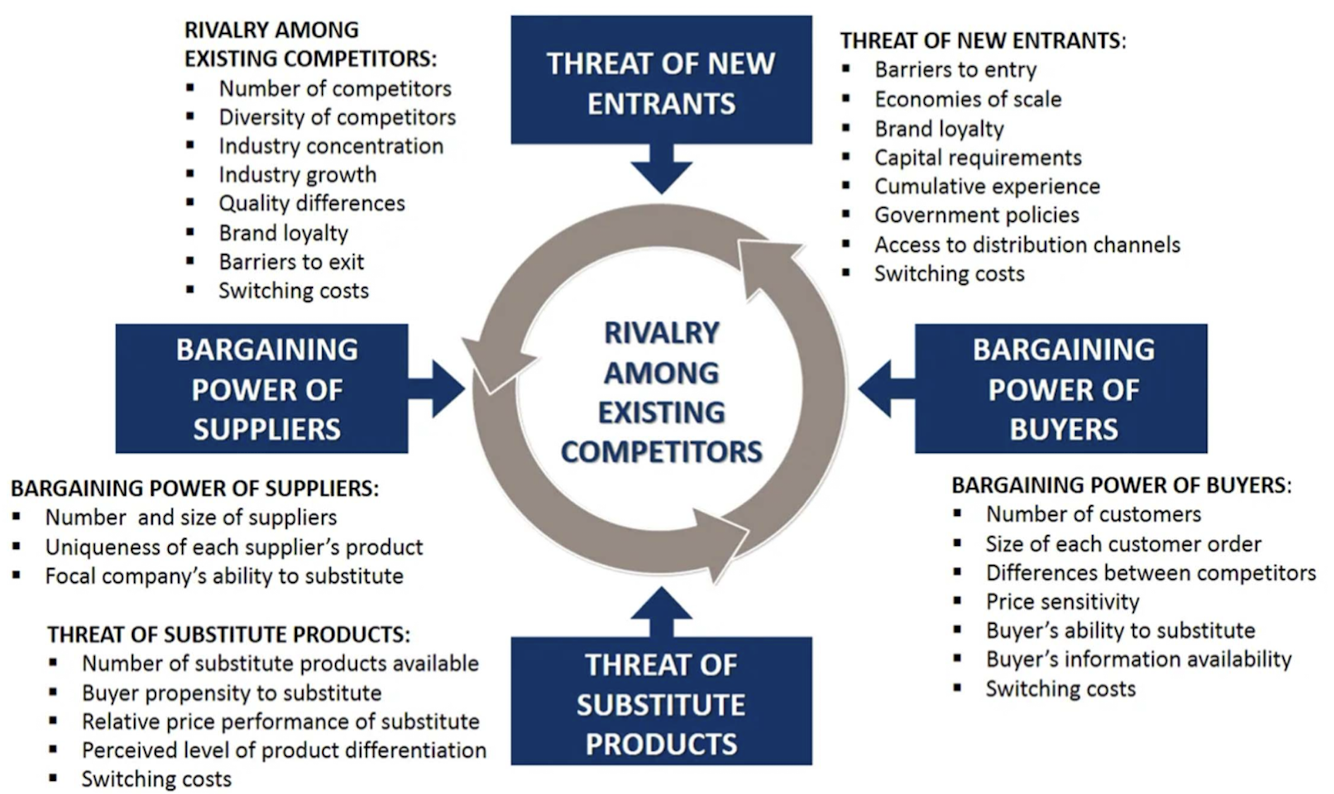 RIVALRY AMONG
EXISTING COMPETITORS:
▪ Number of competitors
▪ Diversity of competitors
▪ Industry concentration
▪ Industry growth
▪ Quality differences
▪ Brand loyalty
▪ Barriers to exit
▪ Switching costs
THREAT OF NEW
ENTRANTS
THREAT OF NEW ENTRANTS:
▪ Barriers to entry
▪ Economies of scale
▪ Brand loyalty
▪ Capital requirements
▪ Cumulative experience
▪ Government policies
▪ Access to distribution channels
▪ Switching costs
BARGAINING
POWER OF
SUPPLIERS
RIVALRY
AMONG
EXISTING
COMPETITORS
BARGAINING
POWER OF
BUYERS
BARGAINING POWER OF SUPPLIERS:
▪ Number and size of suppliers
▪ Uniqueness of each supplier's product
▪ Focal company's ability to substitute
BARGAINING POWER OF BUYERS:
▪ Number of customers
▪ Size of each customer order
▪ Differences between competitors
▪ Price sensitivity
▪ Buyer's ability to substitute
▪ Buyer's information availability
▪ Switching costs
THREAT OF SUBSTITUTE PRODUCTS:
▪ Number of substitute products available
▪ Buyer propensity to substitute
▪ Relative price performance of substitute
▪ Perceived level of product differentiation
▪ Switching costs
THREAT OF
SUBSTITUTE
PRODUCTS